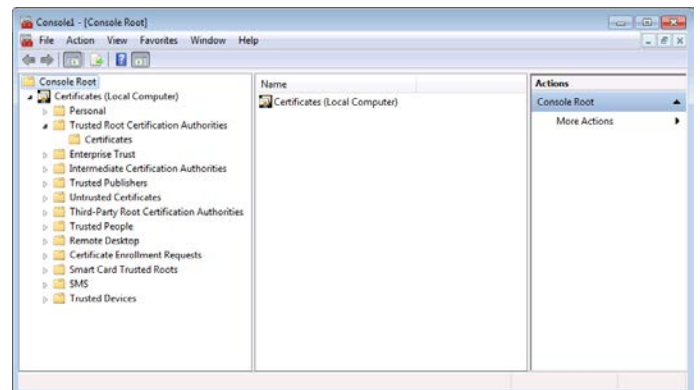 Console1 - [Console Root]
File Action View Favorites Window Help
Console Root
Certificates (Local Computer)
Personal
Trusted Root Certification Authorities
Certificates
Enterprise Trust
Intermediate Certification Authorities
Trusted Publishers
Untrusted Certificates
Third-Party Root Certification Authorities
Trusted People
Remote Desktop
Certificate Enrollment Requests
Smart Card Trusted Roots
SMS
Trusted Devices
Name
Certificates (Local Computer)
Actions
Console Root
More Actions